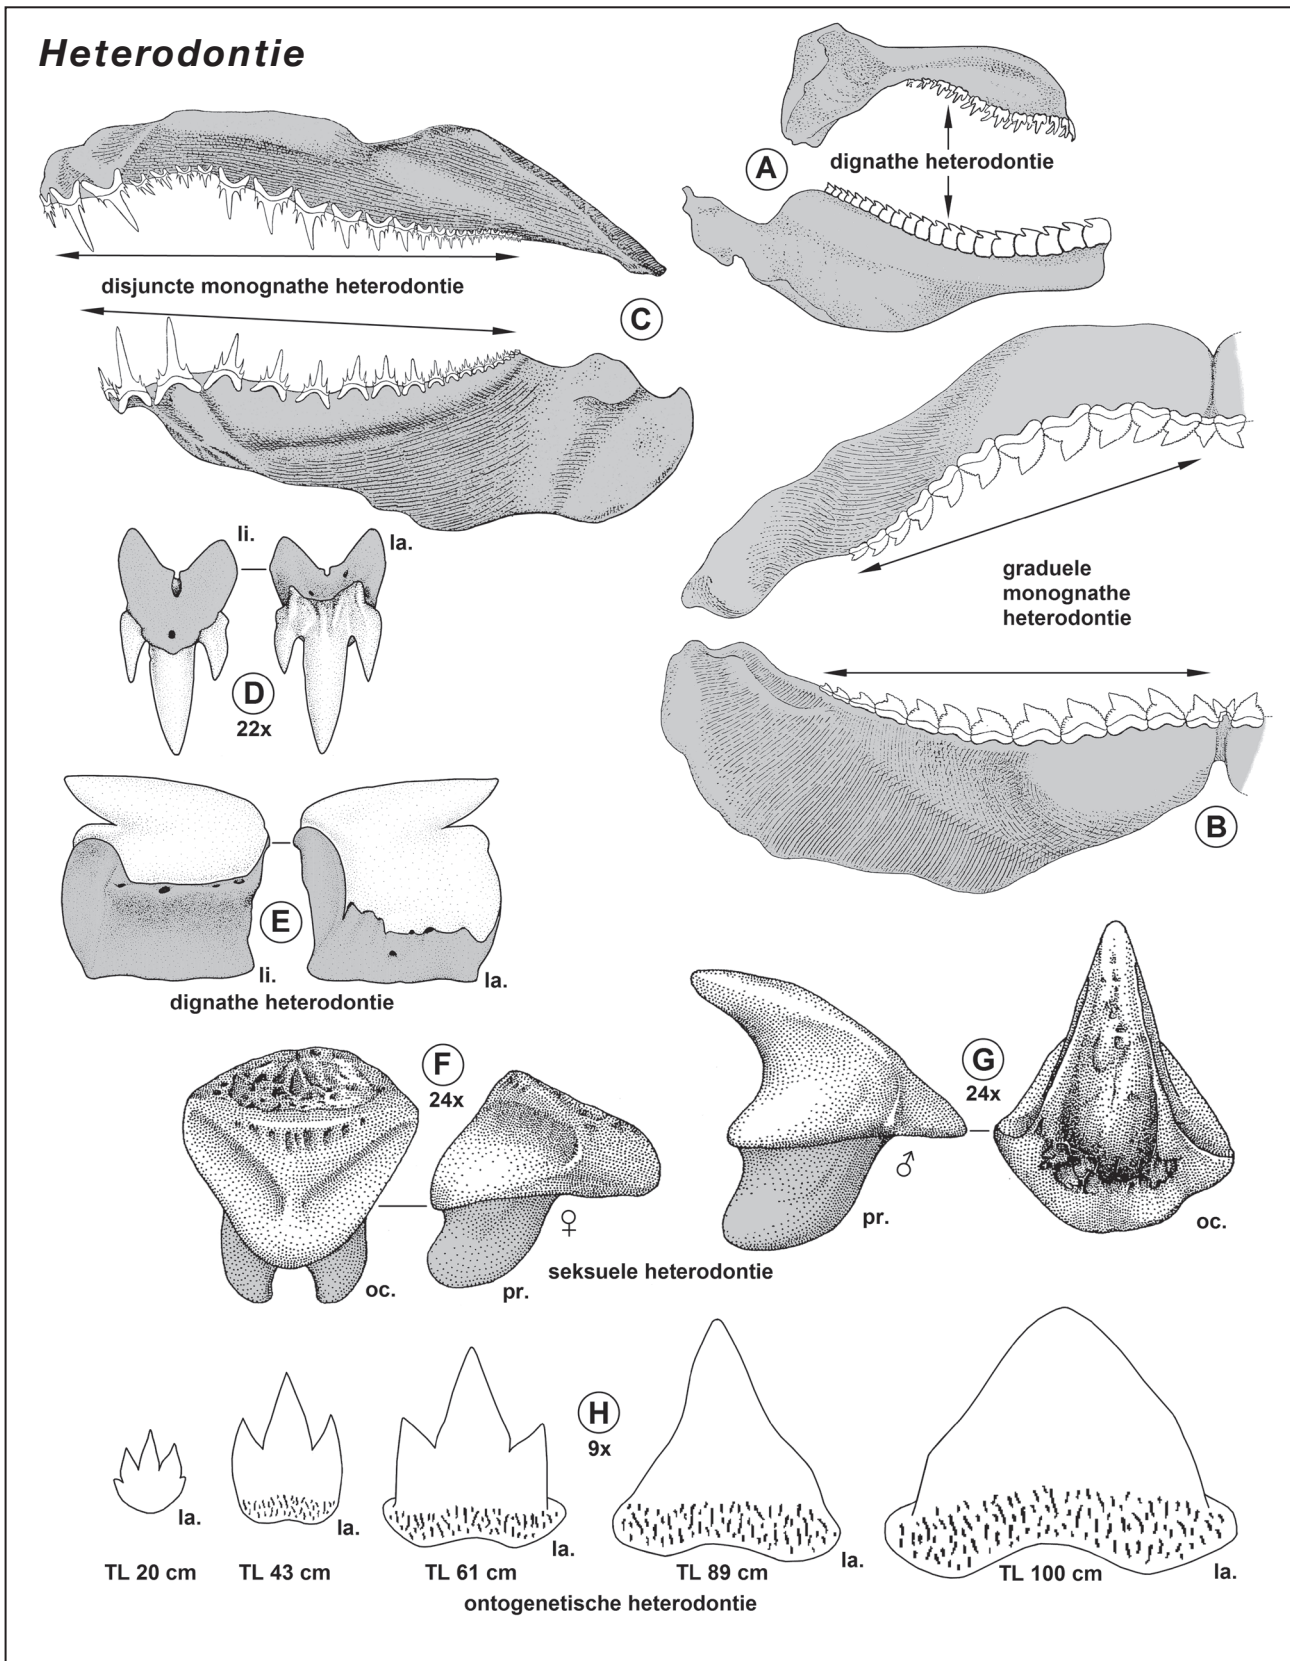 Heterodontie
A
dignathe heterodontie
disjuncte monognathe heterodontie
C
graduele
monognathe
heterodontie
B
li.
la.
D
22x
E
li.
la.
dignathe heterodontie
F
24x
♀
oc.
pr.
G
24x
♂
pr.
oc.
seksuele heterodontie
H
9x
la.
la.
la.
la.
la.
TL 20 cm
TL 43 cm
TL 61 cm
TL 89 cm
TL 100 cm
ontogenetische heterodontie